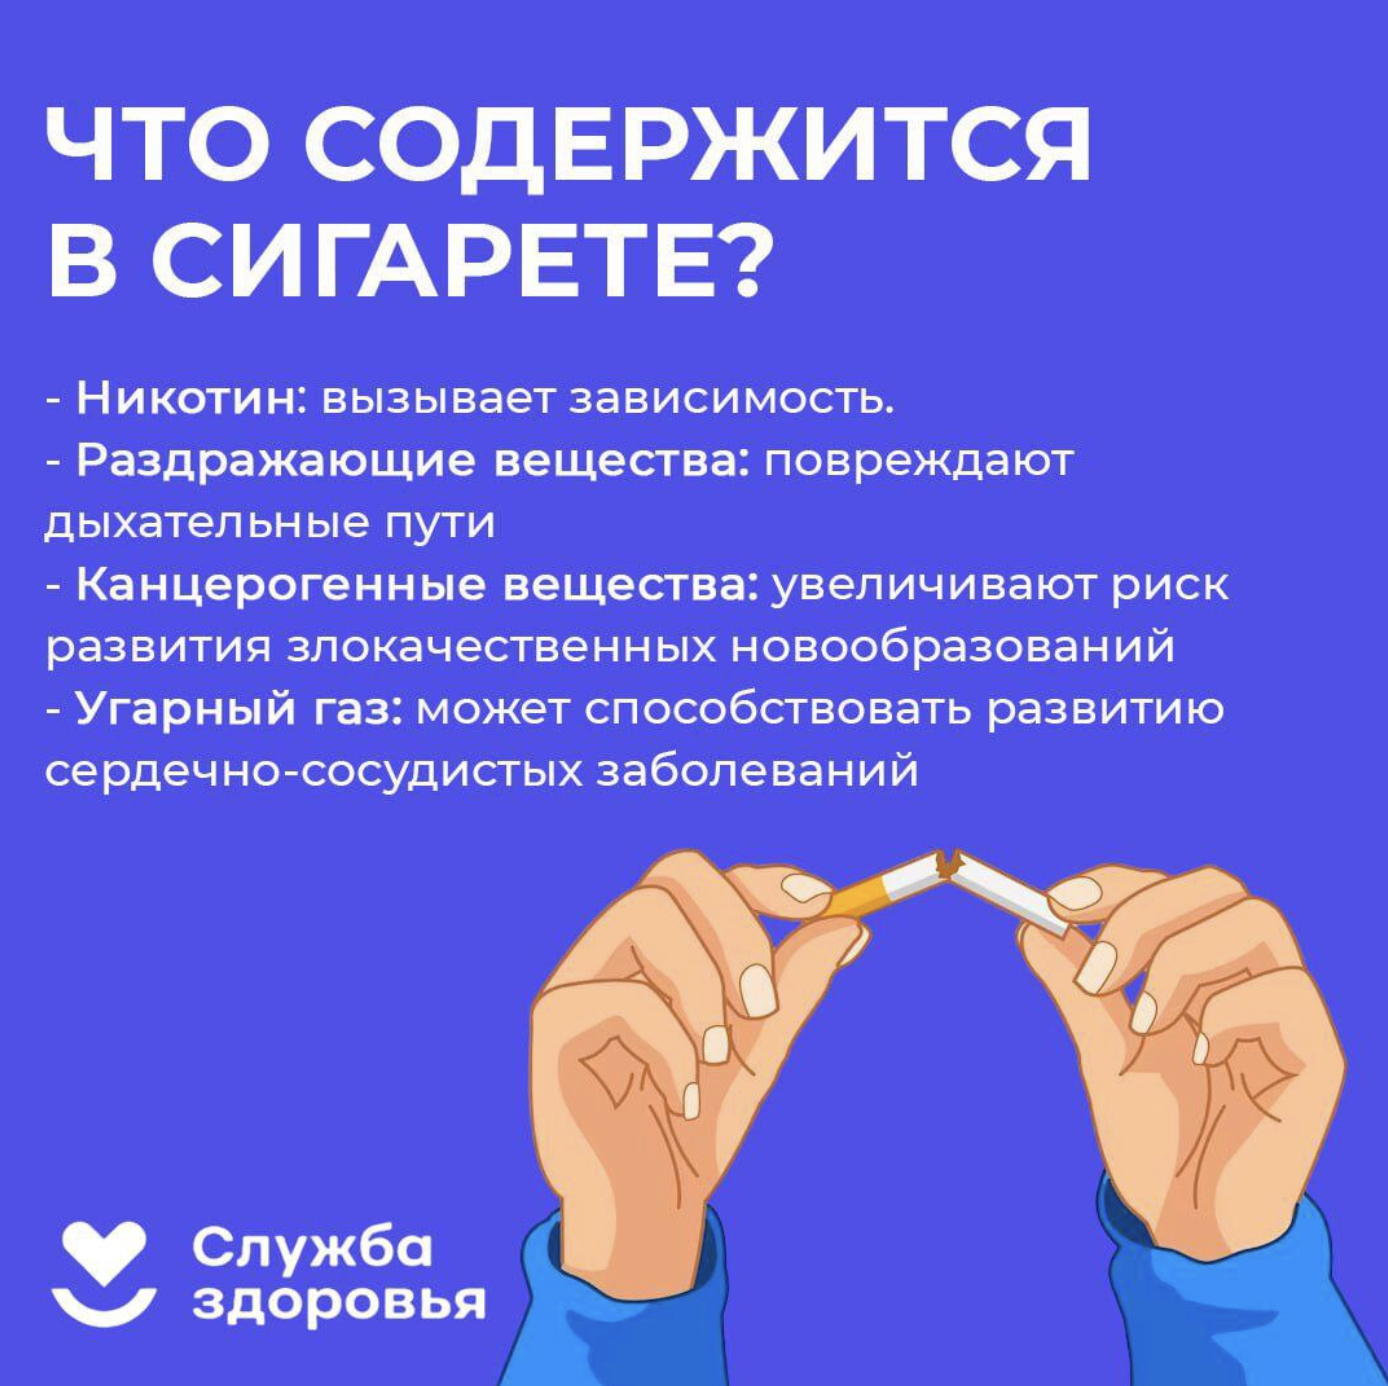 ЧТО СОДЕРЖИТСЯ
В СИГАРЕТЕ?
- Никотин: вызывает зависимость.
- Раздражающие вещества: повреждают
дыхательные пути
- Канцерогенные вещества: увеличивают риск
развития злокачественных новообразований
- Угарный газ: может способствовать развитию
сердечно-сосудистых заболеваний
Служба
здоровья